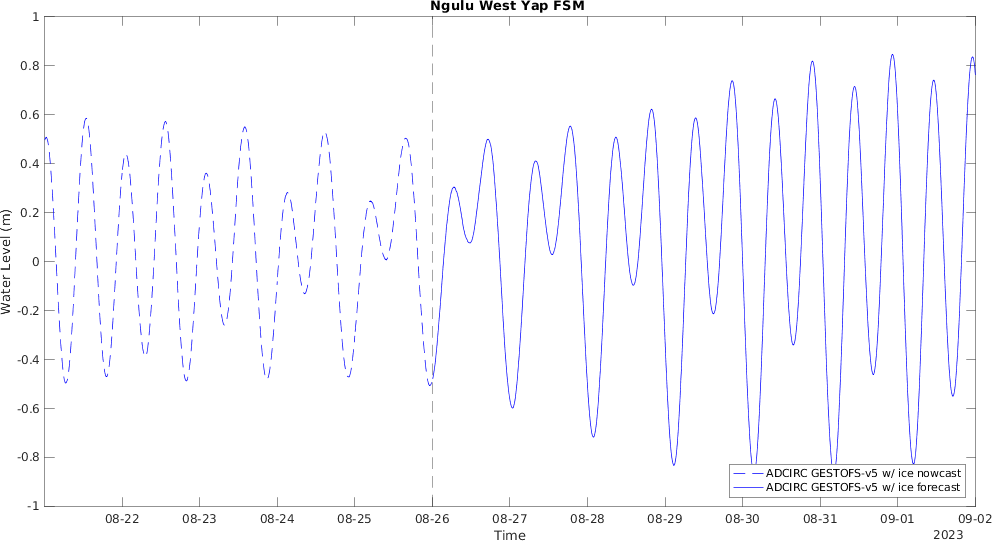 Ngulu West Yap FSM
Water Level (m)
1
0.8
0.6
0.4
0.2
0
-0.2
-0.4
-0.6
-0.8
-1
ADCIRC GESTOFS-v5 w/ ice nowcast
ADCIRC GESTOFS-v5 w/ ice forecast
08-22 08-23 08-24 08-25 08-26 08-27 08-28 08-29 08-30 08-31 09-01 09-02
Time
2023